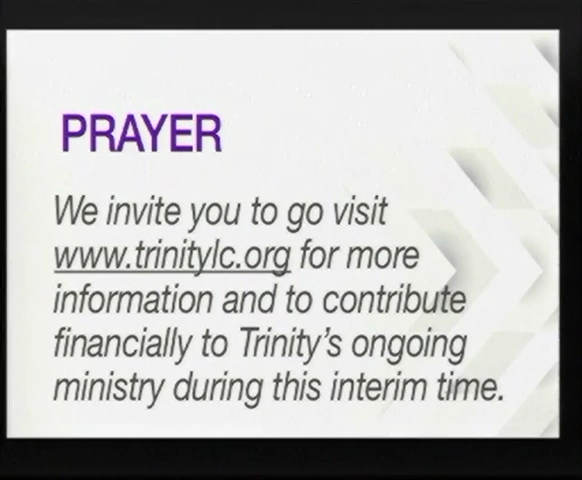 PRAYER
We invite you to go visit
www.trinitylc.org for more
information and to contribute
financially to Trinity's ongoing
ministry during this interim time.